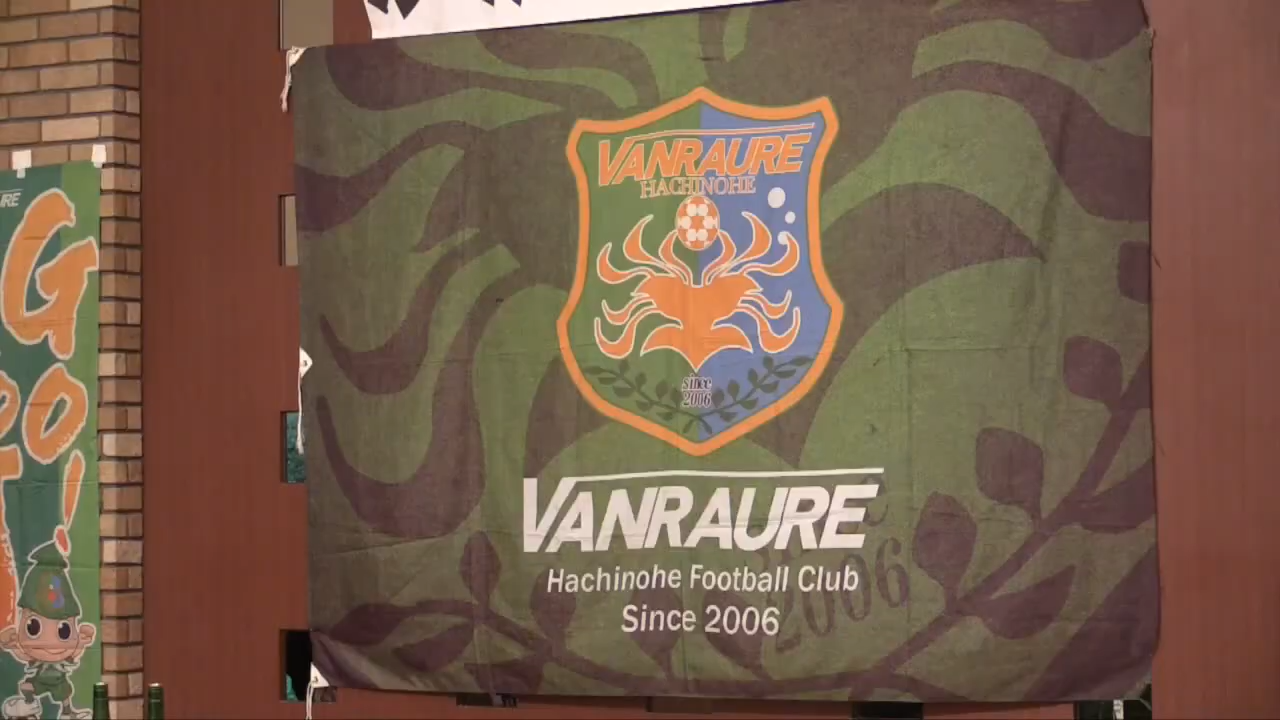 VANRAURE
HACHINOHE
since
2006
VANRAURE
Hachinohe Football Club
Since 2006
2006
G
!